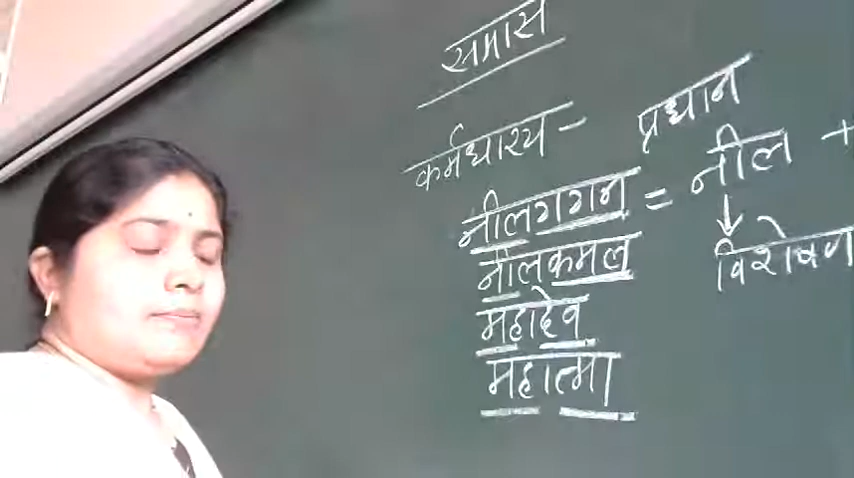 समास
कर्मधारय - प्रधान
नीलगगन = नील +
नीलकमल विशेषण
महादेव
महात्मा